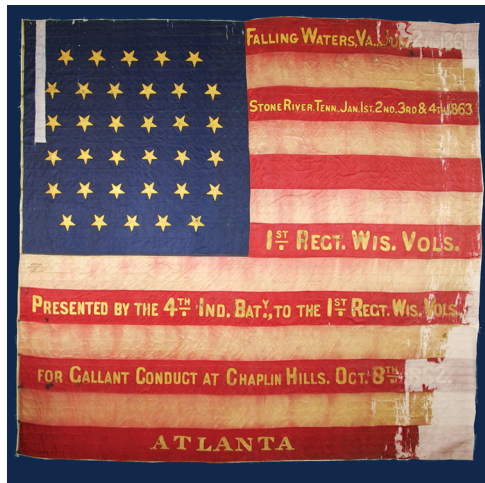 FALLING WATERS, VA. JULY 2ND 1861
STONE RIVER. TENN. JAN. 1ST. 2ND. 3RD & 4TH 1863
1ST REGT. WIS. VOLS.
PRESENTED BY THE 4TH IND. BATY., TO THE 1ST REGT. WIS. VOLS.
FOR GALLANT CONDUCT AT CHAPLIN HILLS. OCT. 8TH
ATLANTA